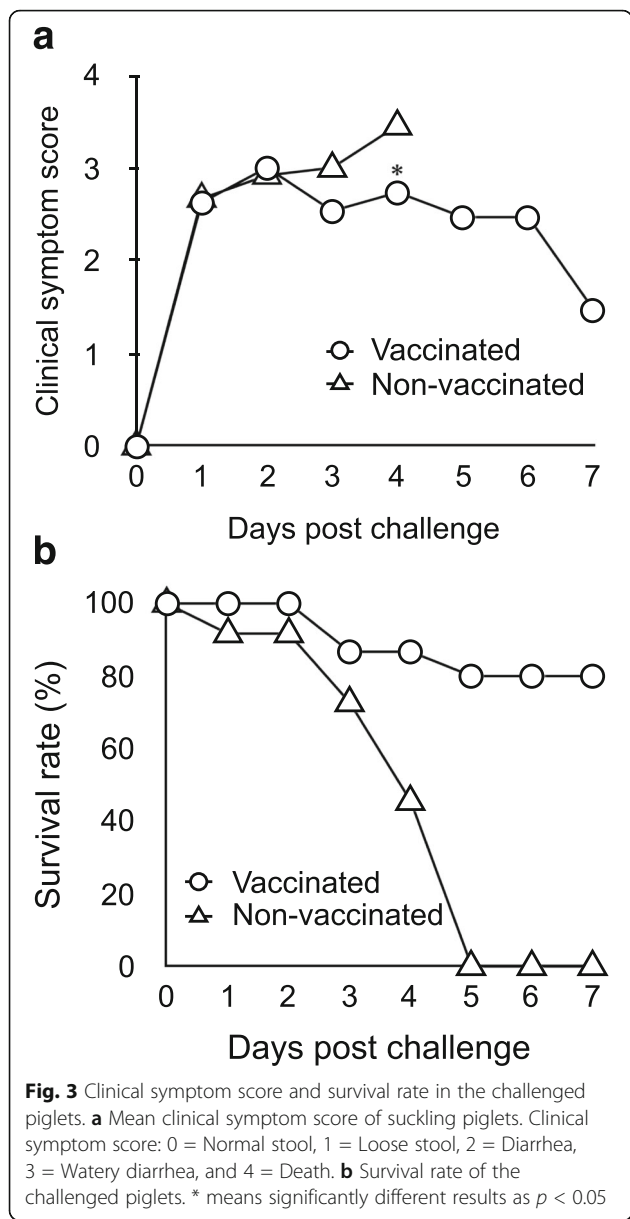 a
4
3
2
1
0
Clinical symptom score
*
Vaccinated
Non-vaccinated
0 1 2 3 4 5 6 7
Days post challenge
b
100
80
60
40
20
0
Survival rate (%)
Vaccinated
Non-vaccinated
0 1 2 3 4 5 6 7
Days post challenge
Fig. 3 Clinical symptom score and survival rate in the challenged
piglets. a Mean clinical symptom score of suckling piglets. Clinical
symptom score: 0 = Normal stool, 1 = Loose stool, 2 = Diarrhea,
3 = Watery diarrhea, and 4 = Death. b Survival rate of the
challenged piglets. * means significantly different results as p < 0.05